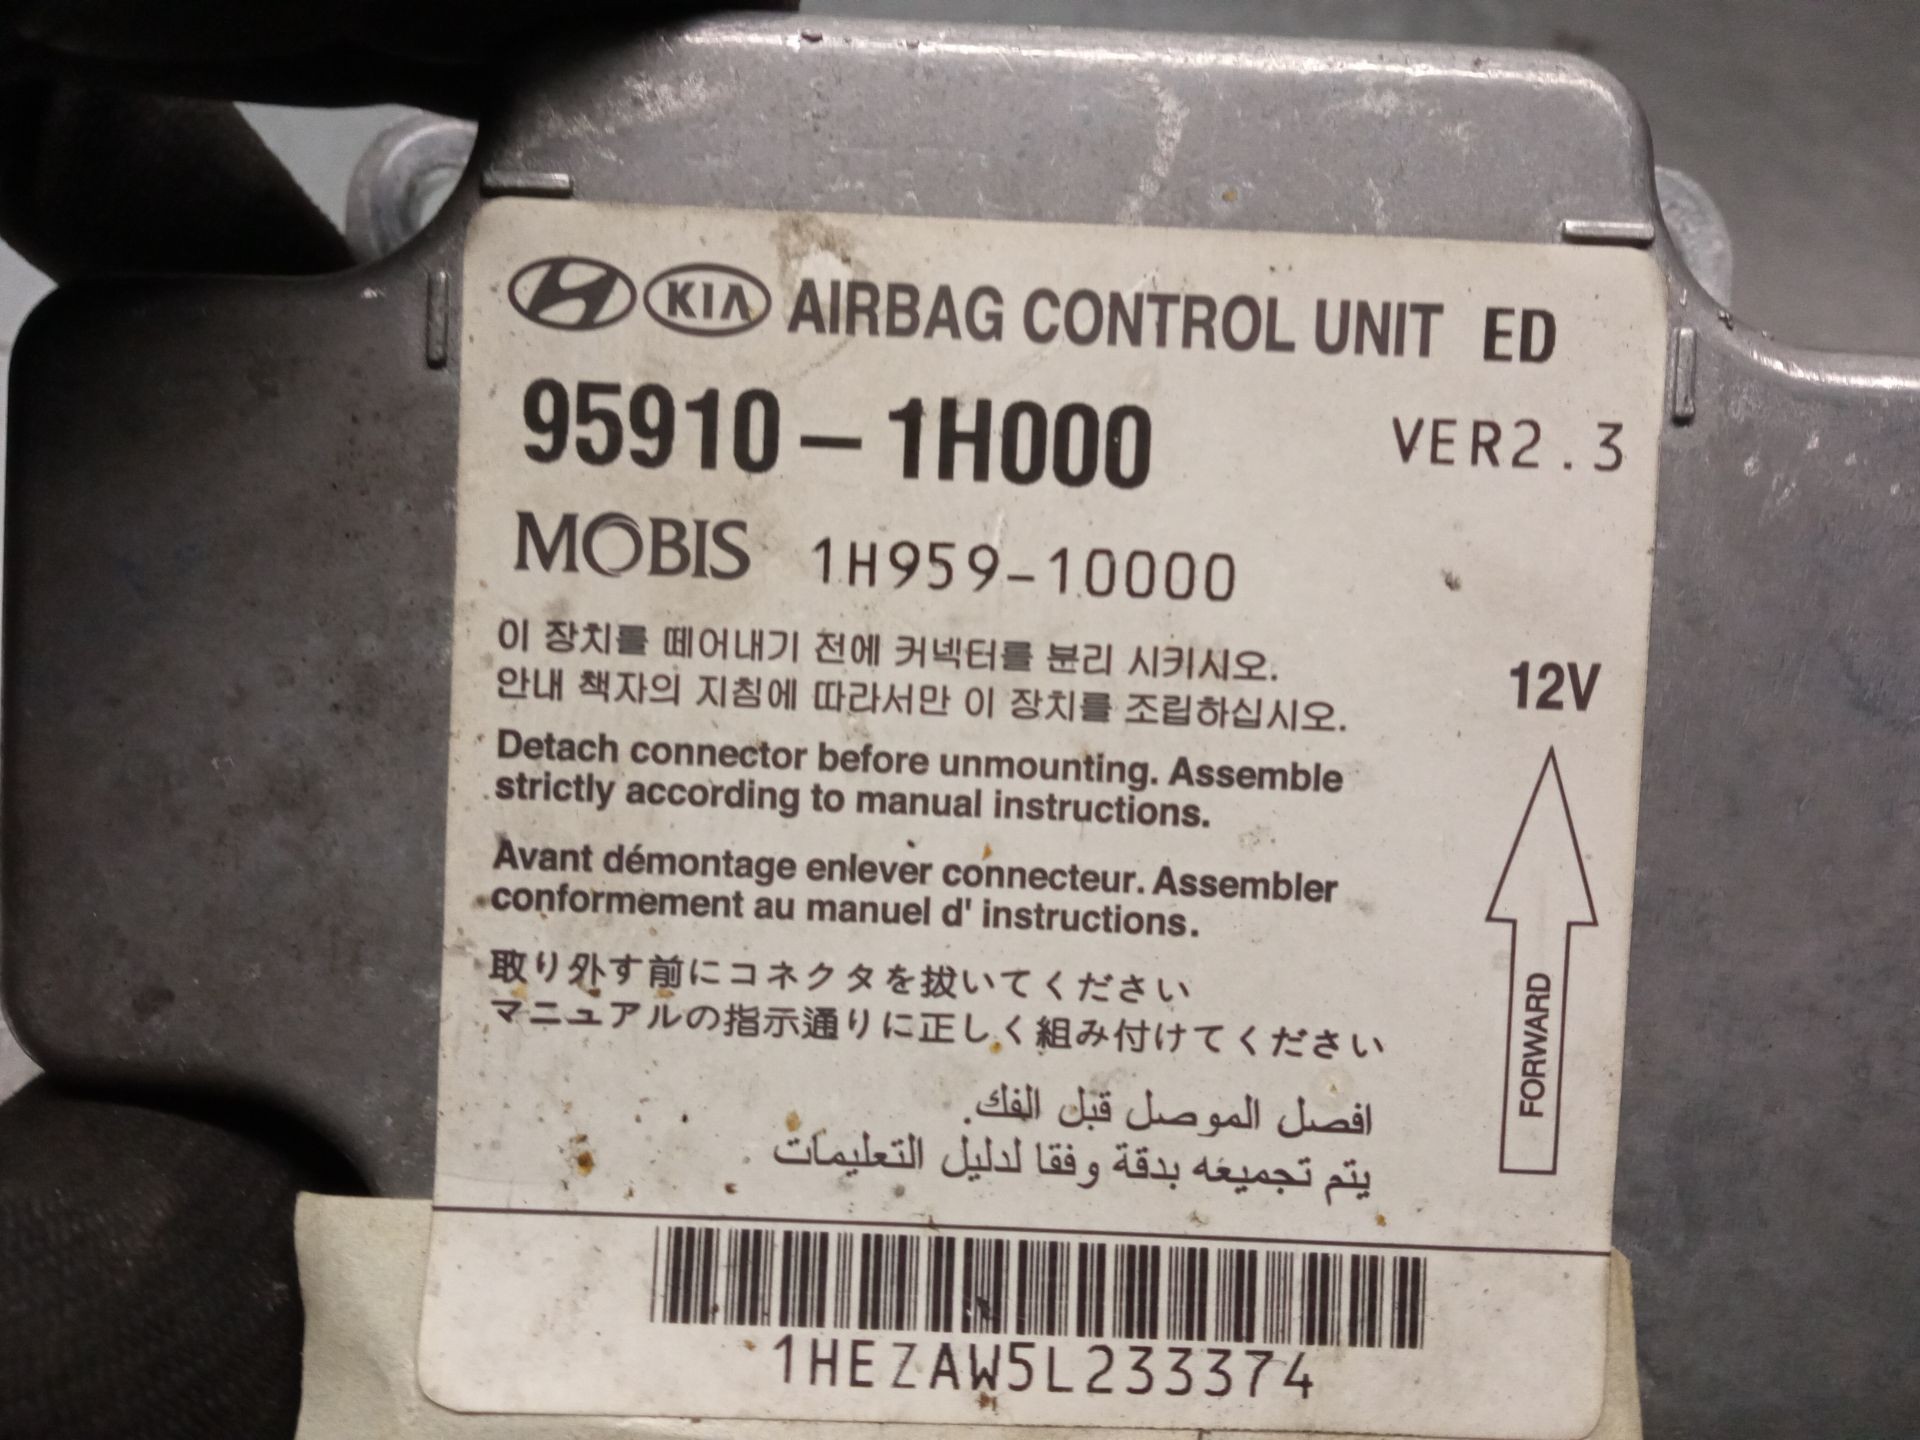 KIA AIRBAG CONTROL UNIT ED
95910-1H000 VER2.3
MOBIS 1H959-10000
이 장치를 떼어내기 전에 커넥터를 분리 시키시오.
안내 책자의 지침에 따라서만 이 장치를 조립하십시오.
12V
Detach connector before unmounting. Assemble
strictly according to manual instructions.
Avant démontage enlever connecteur. Assembler
conformement au manuel d' instructions.
FORWARD
取り外す前にコネクタを抜いてください
マニュアルの指示通りに正しく組み付けてください
افصل الموصل قبل الفك.
يتم تجميعه بدقة وفقا لدليل التعليمات
1HEZAW5L233374